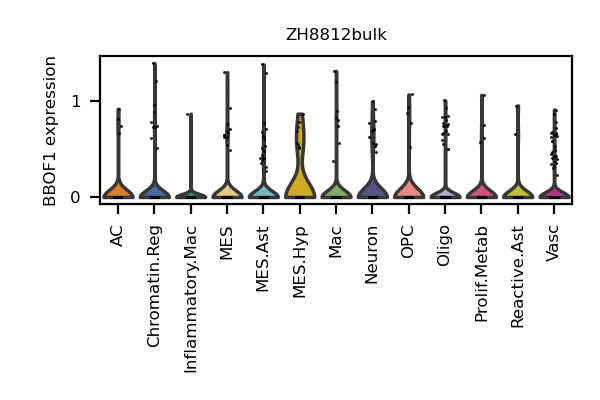 ZH8812bulk
BBOF1 expression
1
0
AC
Chromatin.Reg
Inflammatory.Mac
MES
MES.Ast
MES.Hyp
Mac
Neuron
OPC
Oligo
Prolif.Metab
Reactive.Ast
Vasc